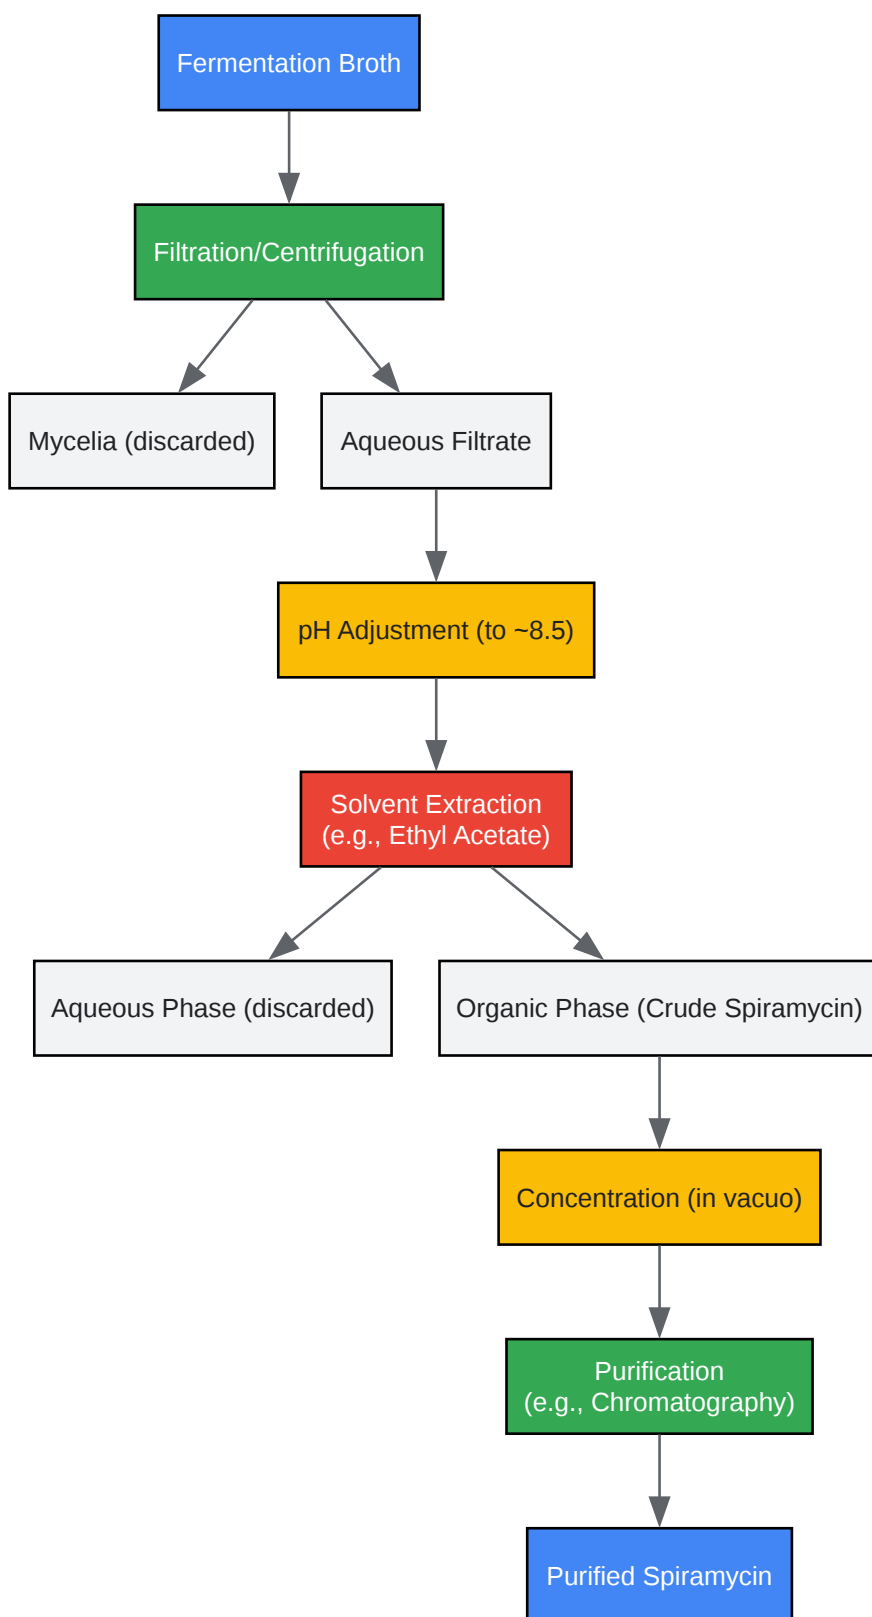 Fermentation Broth
Filtration/Centrifugation
Mycelia (discarded)
Aqueous Filtrate
pH Adjustment (to ~8.5)
Solvent Extraction
(e.g., Ethyl Acetate)
Aqueous Phase (discarded)
Organic Phase (Crude Spiramycin)
Concentration (in vacuo)
Purification
(e.g., Chromatography)
Purified Spiramycin